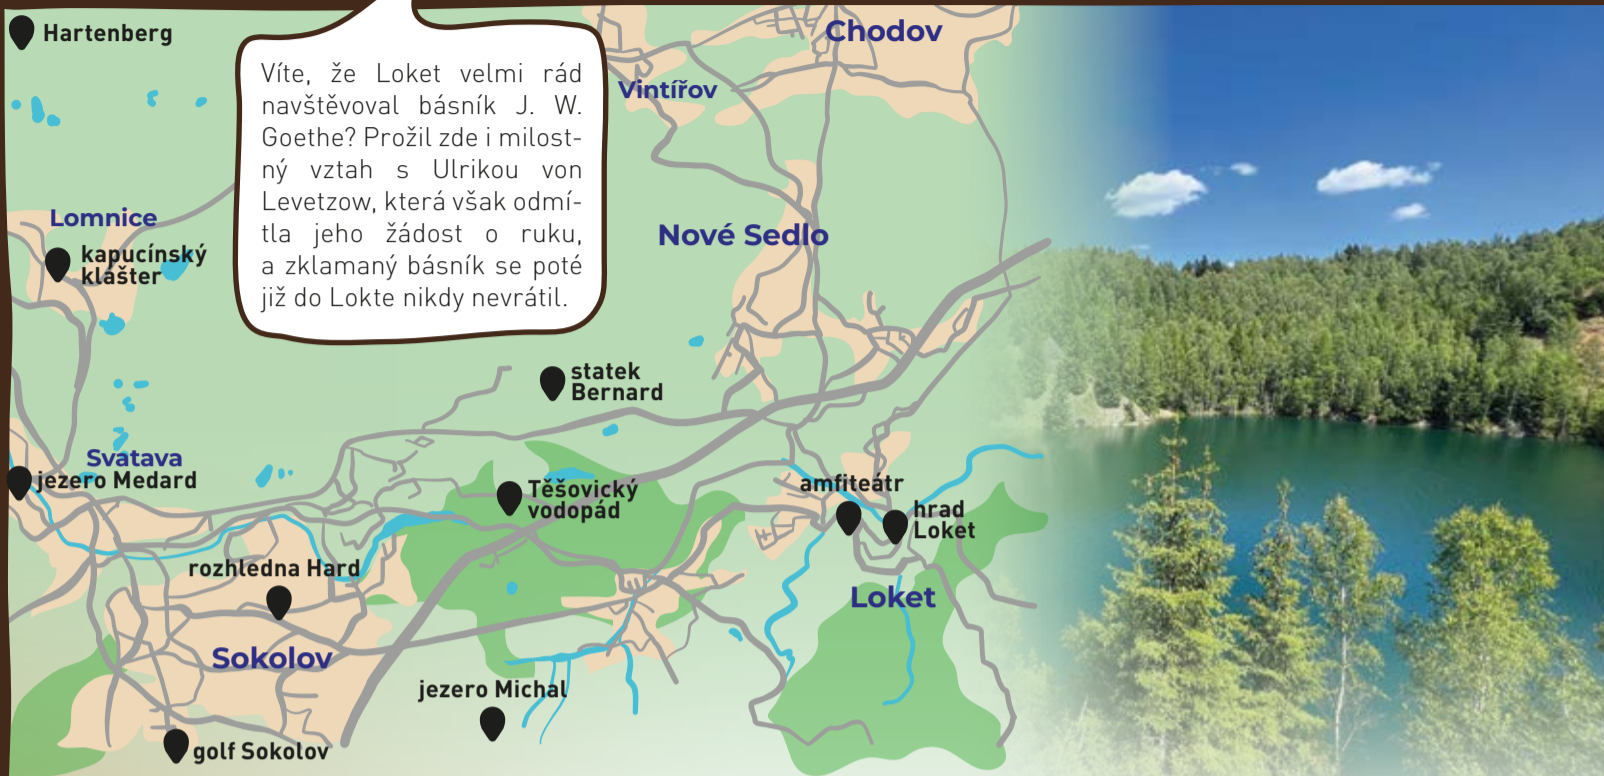 Hartenberg
Víte, že Loket velmi rád
navštěvoval básník J. W.
Goethe? Prožil zde i milost-
ný vztah s Ulrikou von
Levetzow, která však odmí-
tla jeho žádost o ruku,
a zklamaný básník se poté
již do Lokte nikdy nevrátil.
Chodov
Vintířov
Lomnice
kapucínský
klášter
Nové Sedlo
statek
Bernard
Svatava
jezero Medard
Těšovický
vodopád
amfiteátr
hrad
Loket
rozhledna Hard
Loket
Sokolov
jezero Michal
golf Sokolov